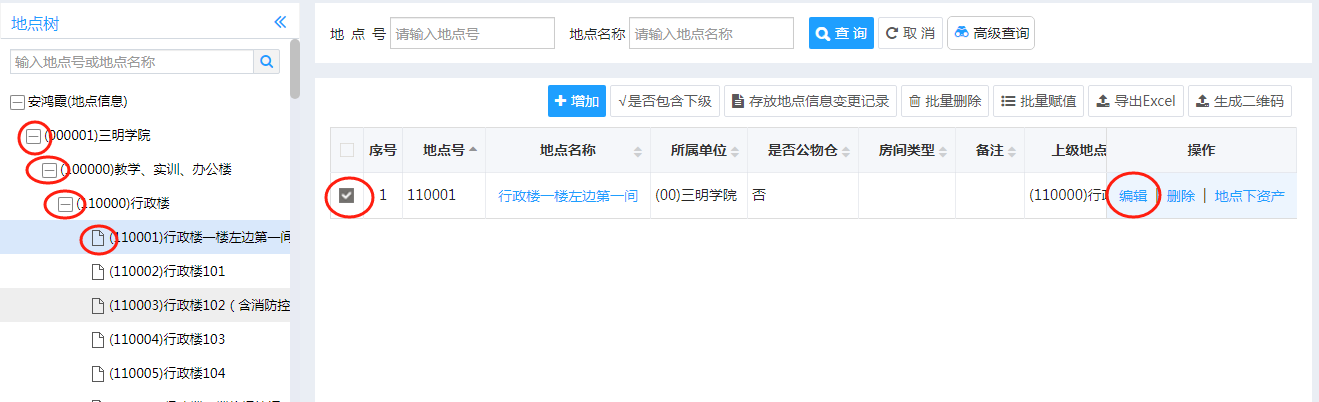 地点树
输入地点号或地点名称
安鸿霞(地点信息)
(000001)三明学院
(100000)教学、实训、办公楼
(110000)行政楼
(110001)行政楼一楼左边第一间
(110002)行政楼101
(110003)行政楼102（含消防控
(110004)行政楼103
(110005)行政楼104
地 点 号 请输入地点号 地点名称 请输入地点名称 查 询 取 消 高级查询
增加 √是否包含下级 存放地点信息变更记录 批量删除 批量赋值 导出Excel 生成二维码
序号 地点号 地点名称 所属单位 是否公物仓 房间类型 备注 上级地点 操作
1 110001 行政楼一楼左边第一间 (00)三明学院 否 (110000)行政 编辑 | 删除 | 地点下资产